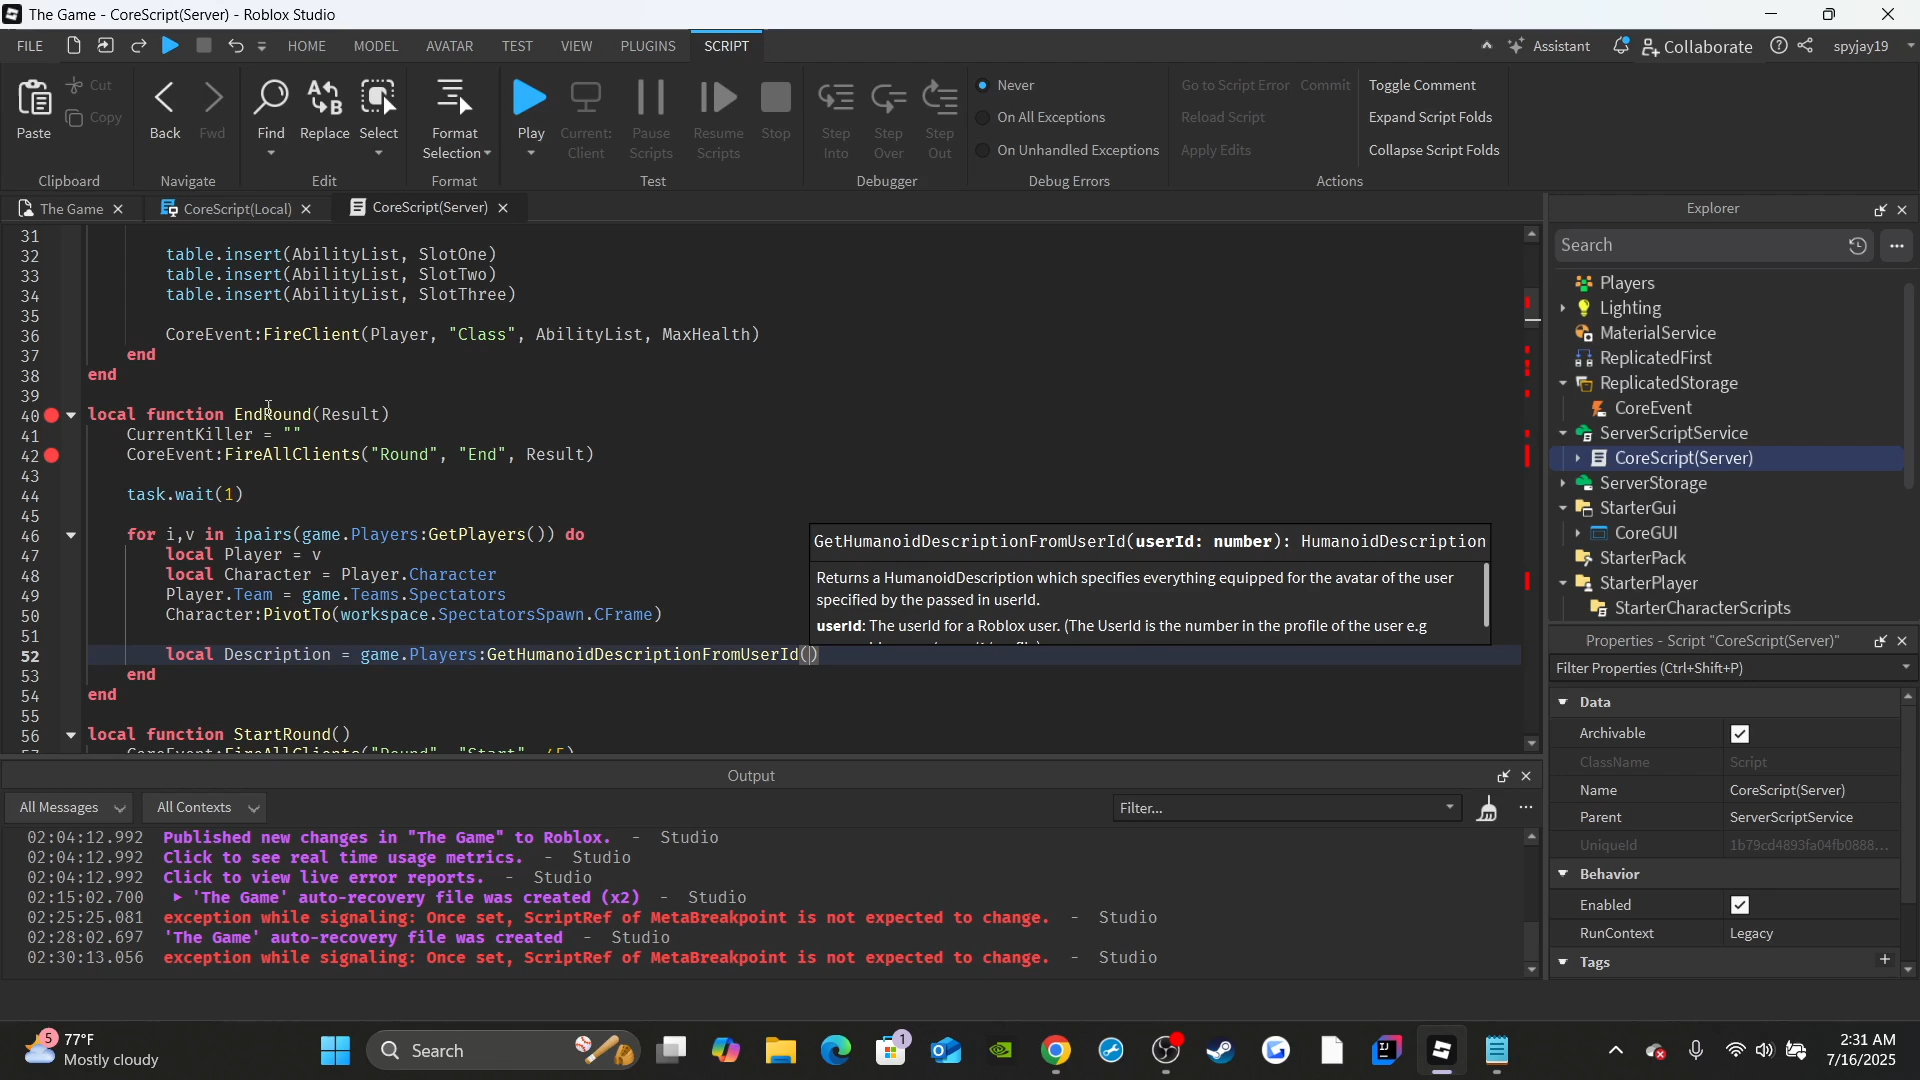 The Game - CoreScript(Server) - Roblox Studio
FILE HOME MODEL AVATAR TEST VIEW PLUGINS SCRIPT Assistant Collaborate spyjay19
Paste Cut Copy Back Fwd Find Replace Select Format Selection Play Current: Client Pause Scripts Resume Scripts Stop Step Into Step Over Step Out
Never Go to Script Error Commit Toggle Comment
On All Exceptions Reload Script Expand Script Folds
On Unhandled Exceptions Apply Edits Collapse Script Folds
Clipboard Navigate Edit Format Test Debugger Debug Errors Actions
The Game CoreScript(Local) CoreScript(Server)
31
32 table.insert(AbilityList, SlotOne)
33 table.insert(AbilityList, SlotTwo)
34 table.insert(AbilityList, SlotThree)
35
36 CoreEvent:FireClient(Player, "Class", AbilityList, MaxHealth)
37 end
38 end
39
40 local function EndRound(Result)
41 CurrentKiller = ""
42 CoreEvent:FireAllClients("Round", "End", Result)
43
44 task.wait(1)
45
46 for i,v in ipairs(game.Players:GetPlayers()) do
47 local Player = v
48 local Character = Player.Character
49 Player.Team = game.Teams.Spectators
50 Character:PivotTo(workspace.SpectatorsSpawn.CFrame)
51
52 local Description = game.Players:GetHumanoidDescriptionFromUserId()
53 end
54 end
55
56 local function StartRound()
GetHumanoidDescriptionFromUserId(userId: number): HumanoidDescription
Returns a HumanoidDescription which specifies everything equipped for the avatar of the user
specified by the passed in userId.
userId: The userId for a Roblox user. (The UserId is the number in the profile of the user e.g
Explorer
Search
Players
Lighting
MaterialService
ReplicatedFirst
ReplicatedStorage
CoreEvent
ServerScriptService
CoreScript(Server)
ServerStorage
StarterGui
CoreGUI
StarterPack
StarterPlayer
StarterCharacterScripts
Properties - Script "CoreScript(Server)"
Filter Properties (Ctrl+Shift+P)
Data
Archivable
ClassName Script
Name CoreScript(Server)
Parent ServerScriptService
UniqueId 1b79cd4893fa04fb0888...
Behavior
Enabled
RunContext Legacy
Tags
Output
All Messages All Contexts Filter...
02:04:12.992 Published new changes in "The Game" to Roblox. - Studio
02:04:12.992 Click to see real time usage metrics. - Studio
02:04:12.992 Click to view live error reports. - Studio
02:15:02.700 'The Game' auto-recovery file was created (x2) - Studio
02:25:25.081 exception while signaling: Once set, ScriptRef of MetaBreakpoint is not expected to change. - Studio
02:28:02.697 'The Game' auto-recovery file was created - Studio
02:30:13.056 exception while signaling: Once set, ScriptRef of MetaBreakpoint is not expected to change. - Studio
5 77°F
Mostly cloudy
Search
1
2:31 AM
7/16/2025